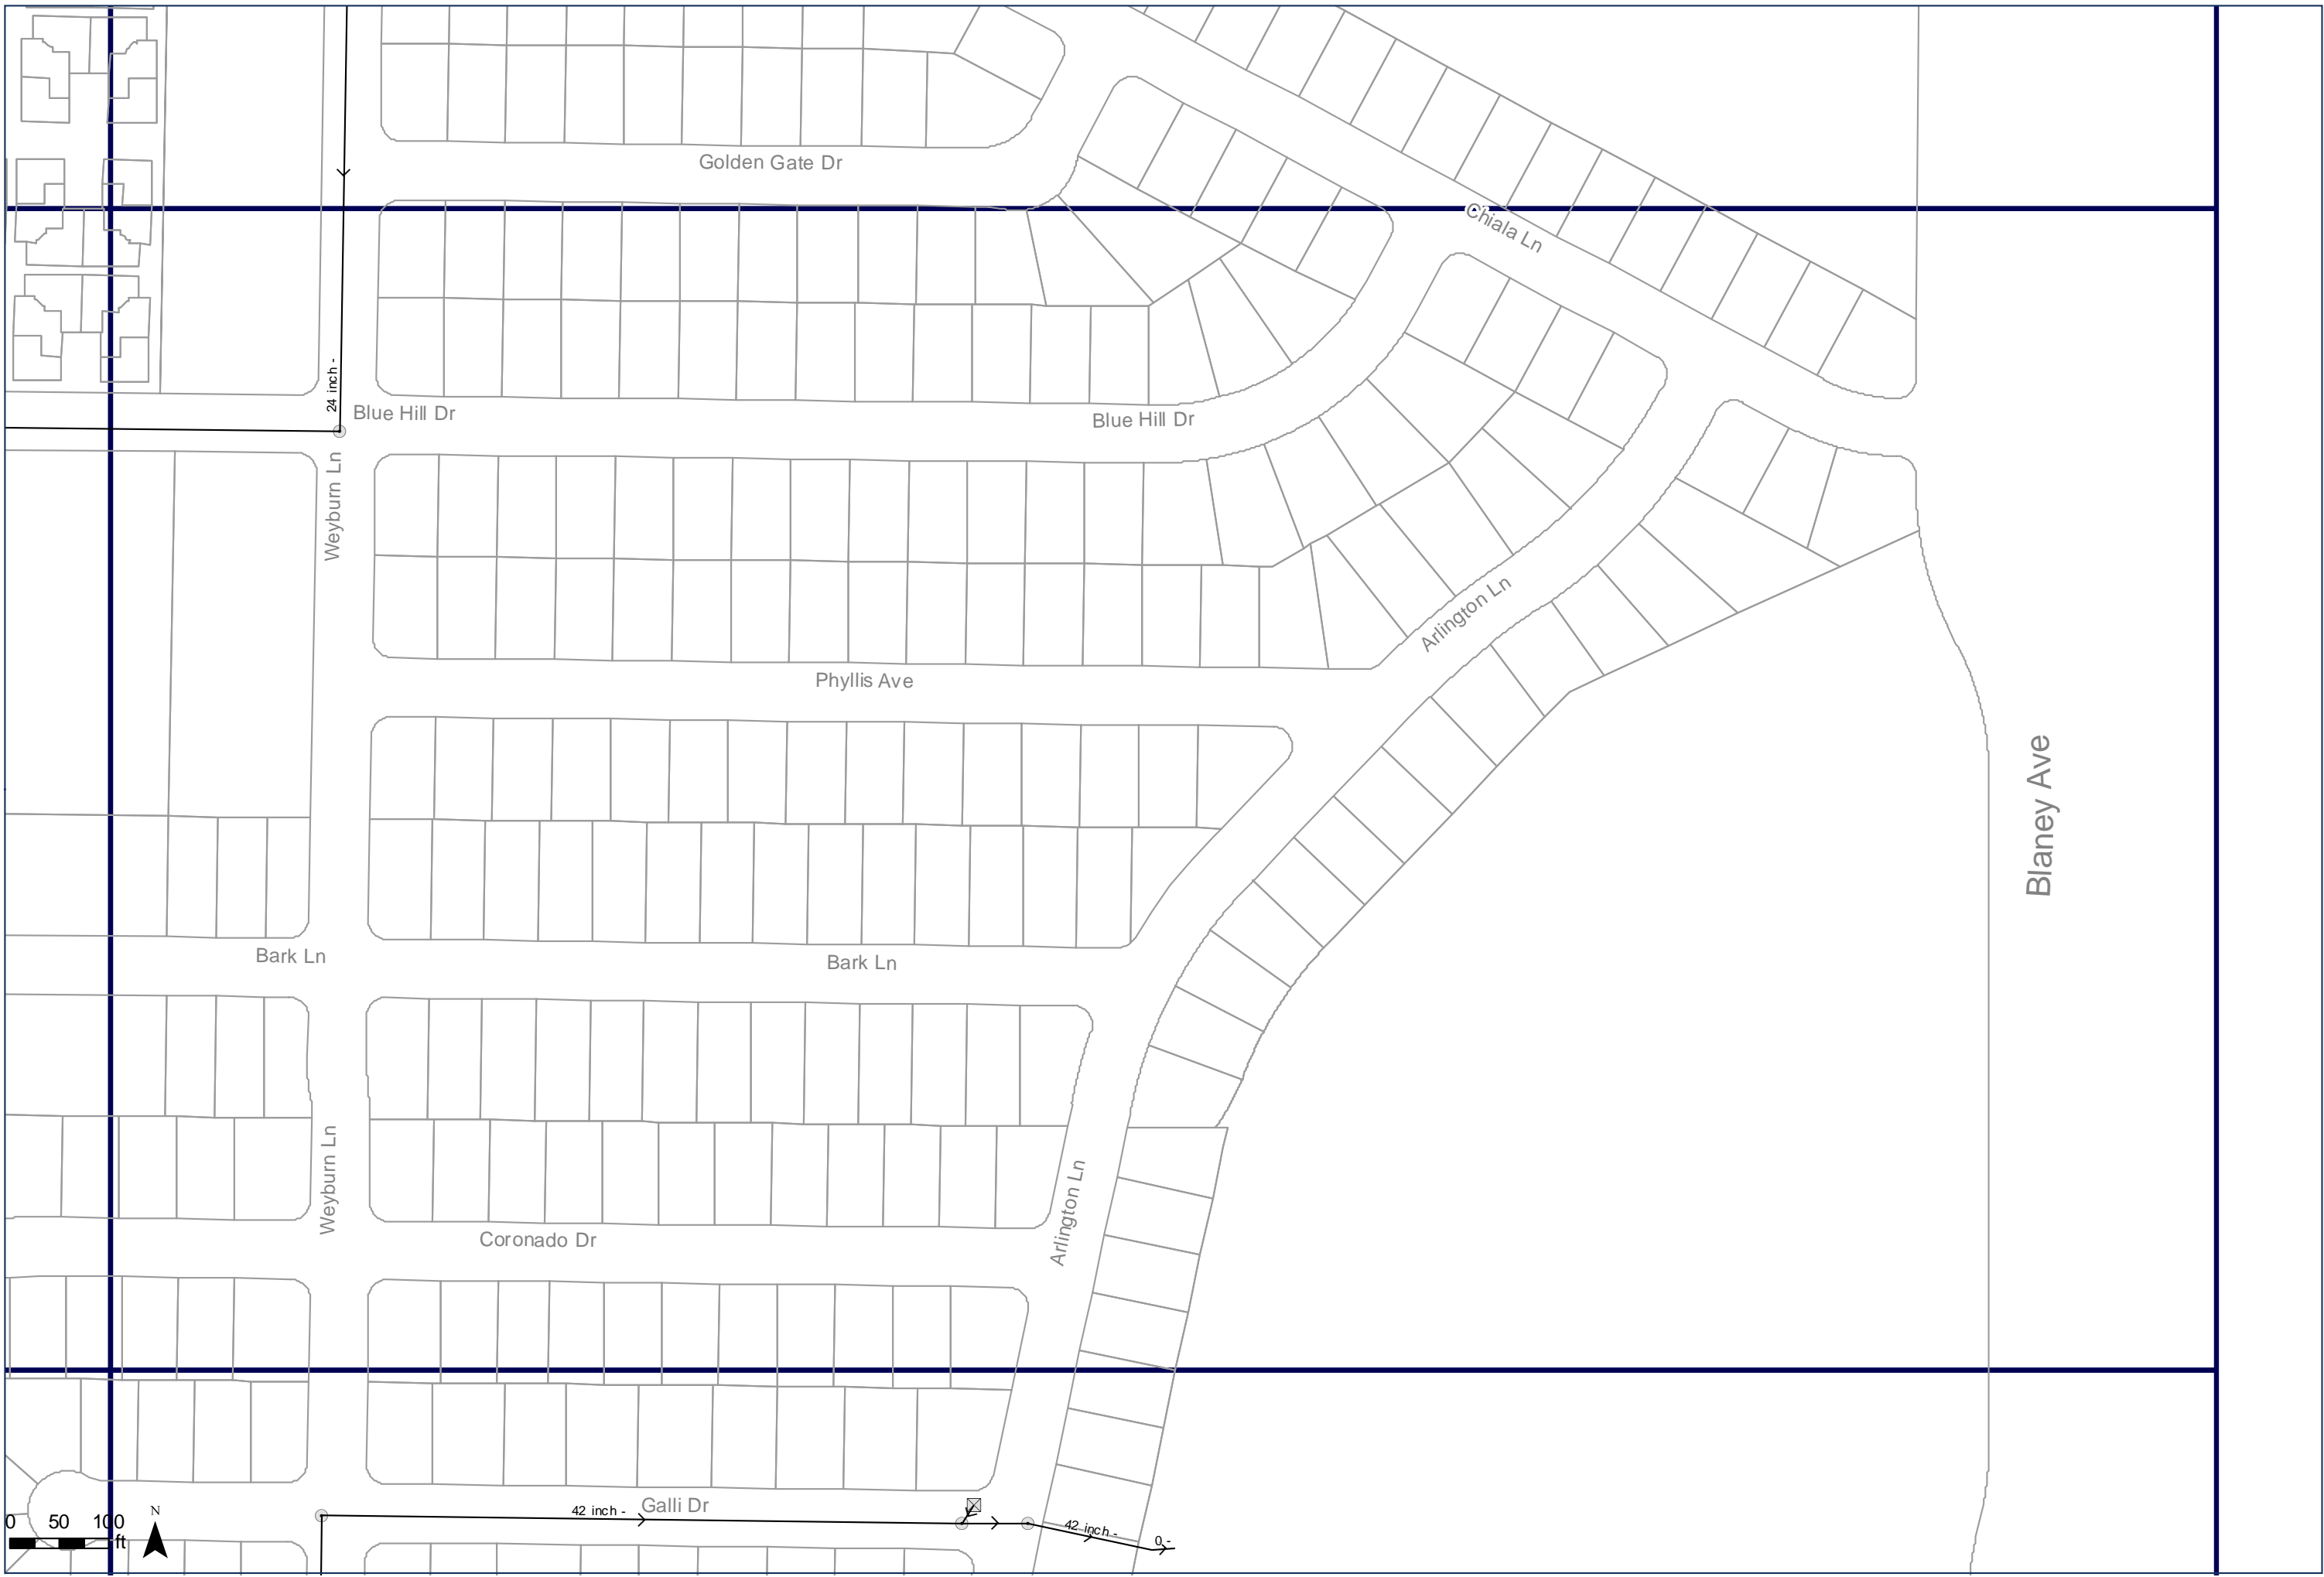 Golden Gate Dr
Chiala Ln
24 inch -
Blue Hill Dr
Blue Hill Dr
Weyburn Ln
Arlington Ln
Phyllis Ave
Blaney Ave
Bark Ln
Bark Ln
Weyburn Ln
Arlington Ln
Coronado Dr
Galli Dr
42 inch -
42 inch -
0 -
0 50 100
ft
N